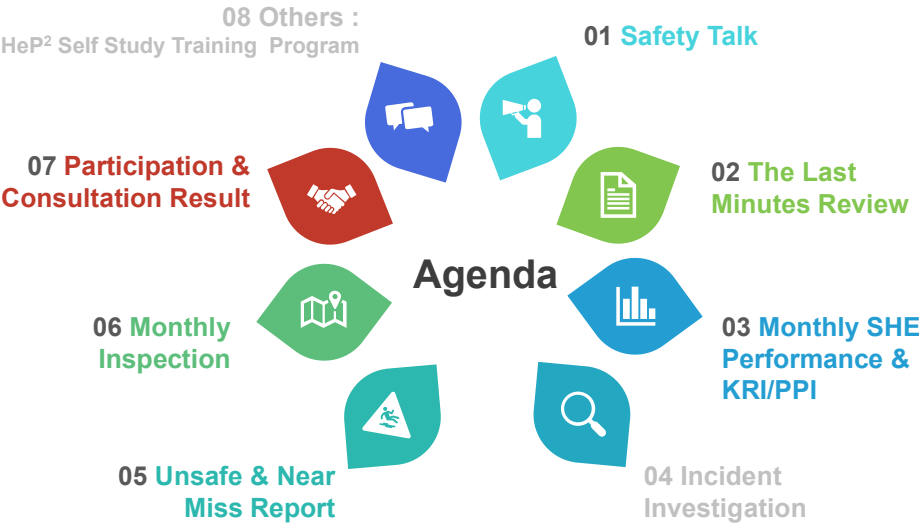 08 Others :
HeP² Self Study Training Program
01 Safety Talk
07 Participation &
Consultation Result
02 The Last
Minutes Review
Agenda
06 Monthly
Inspection
03 Monthly SHE
Performance &
KRI/PPI
05 Unsafe & Near
Miss Report
04 Incident
Investigation